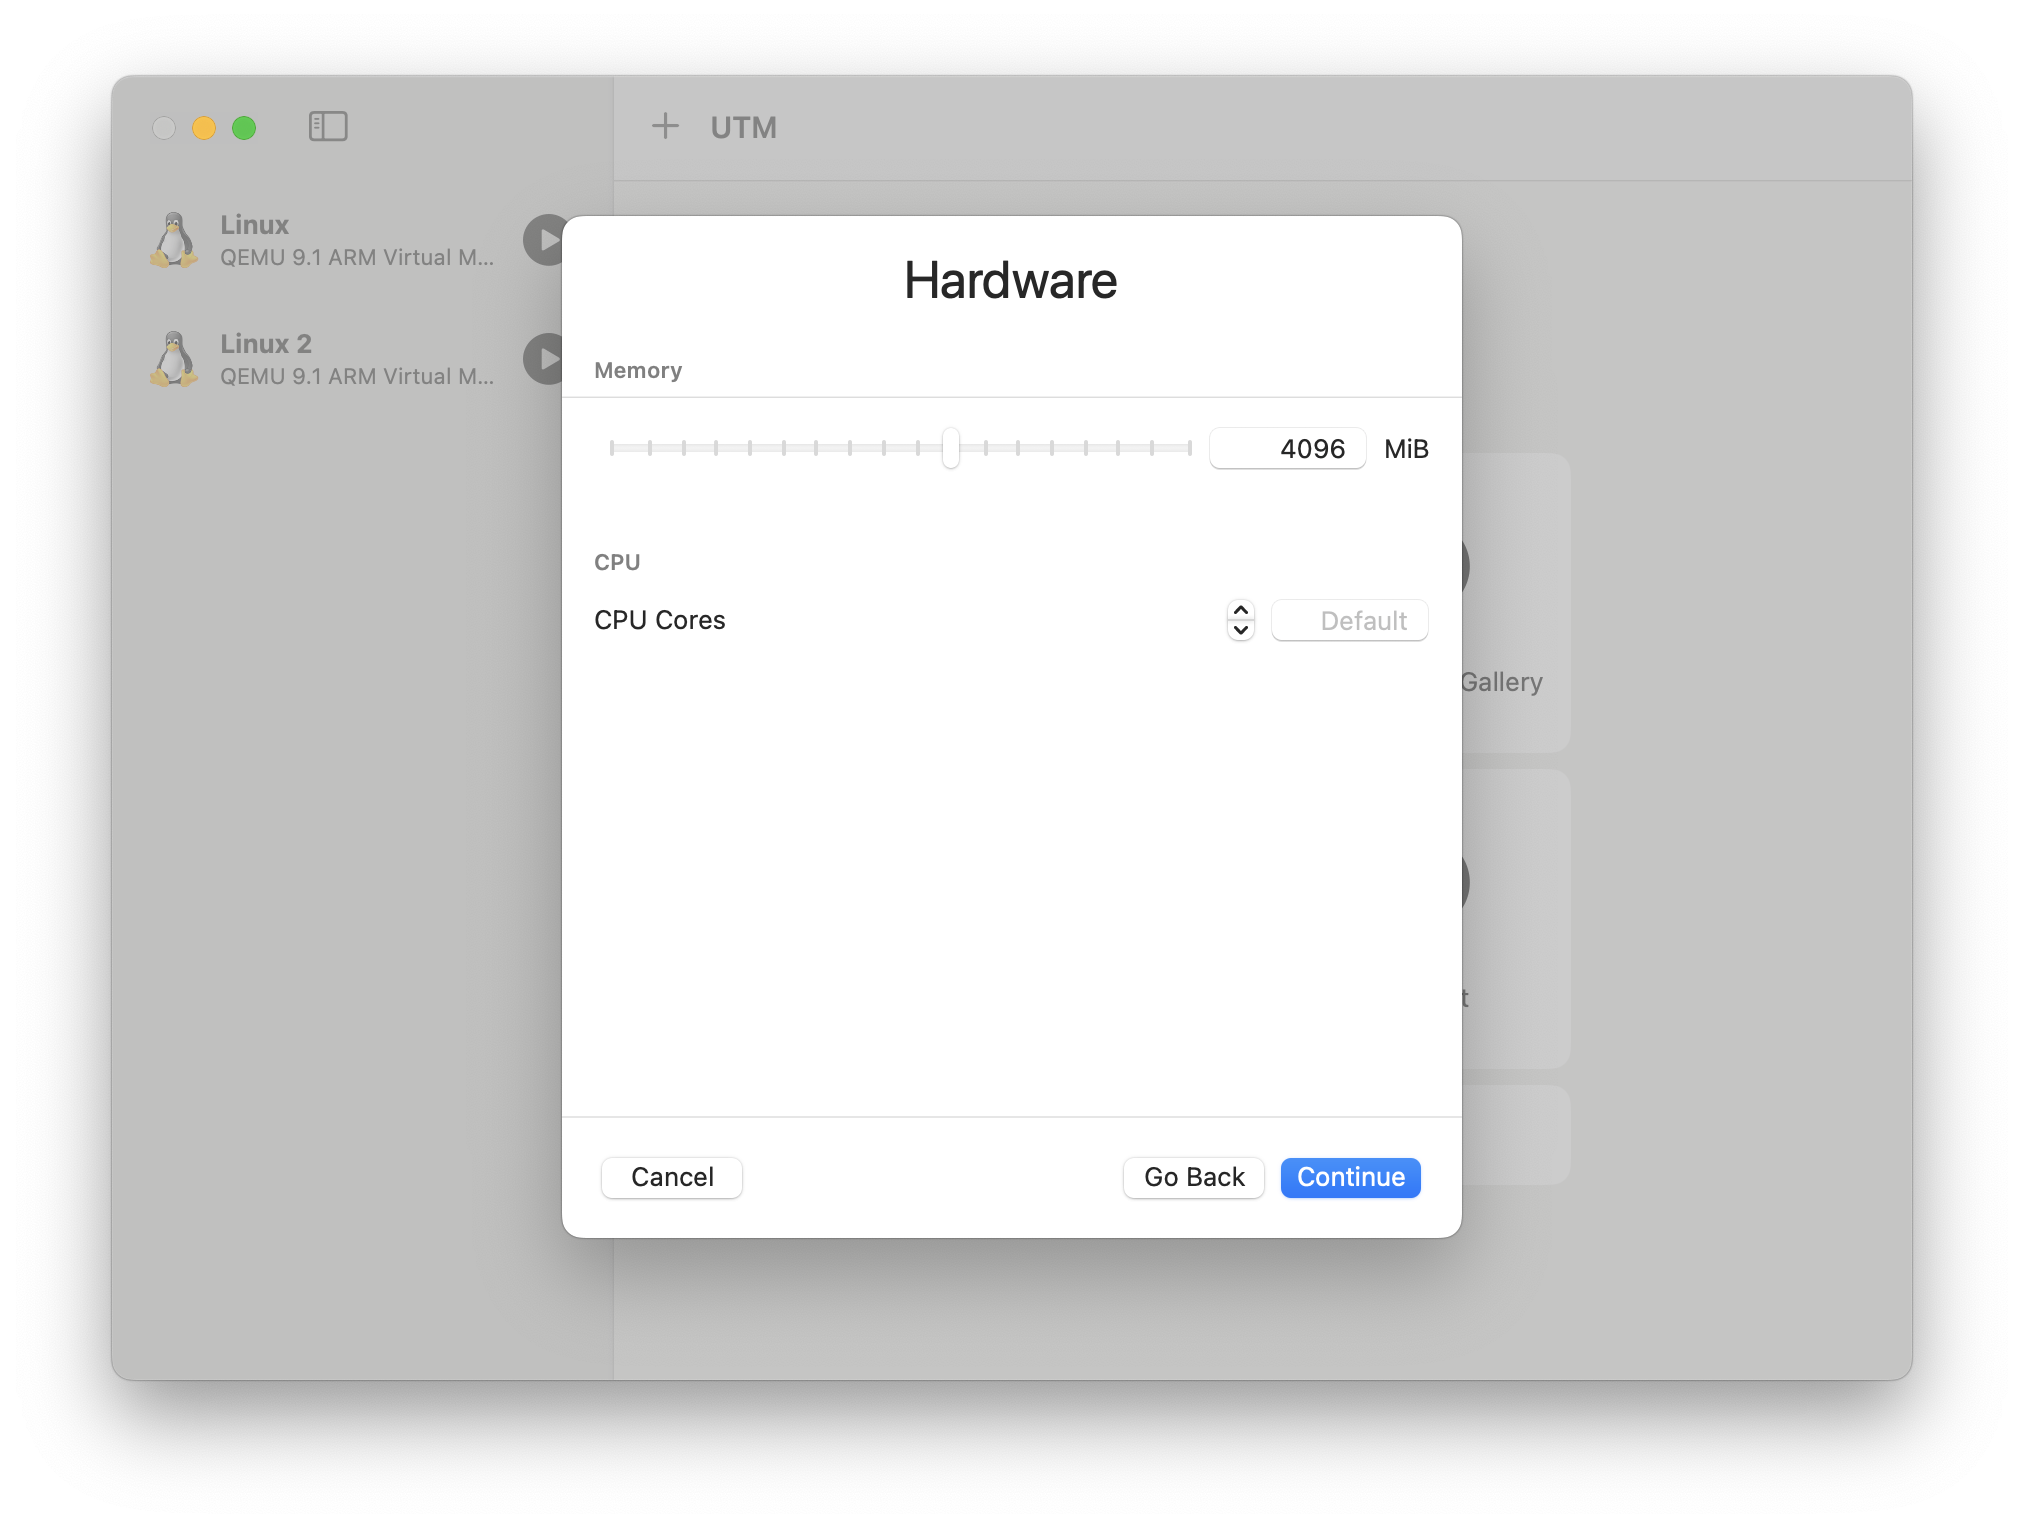 UTM
Linux
QEMU 9.1 ARM Virtual M...
Linux 2
QEMU 9.1 ARM Virtual M...
Hardware
Memory
4096 MiB
CPU
CPU Cores
Default
Gallery
t
Cancel
Go Back
Continue